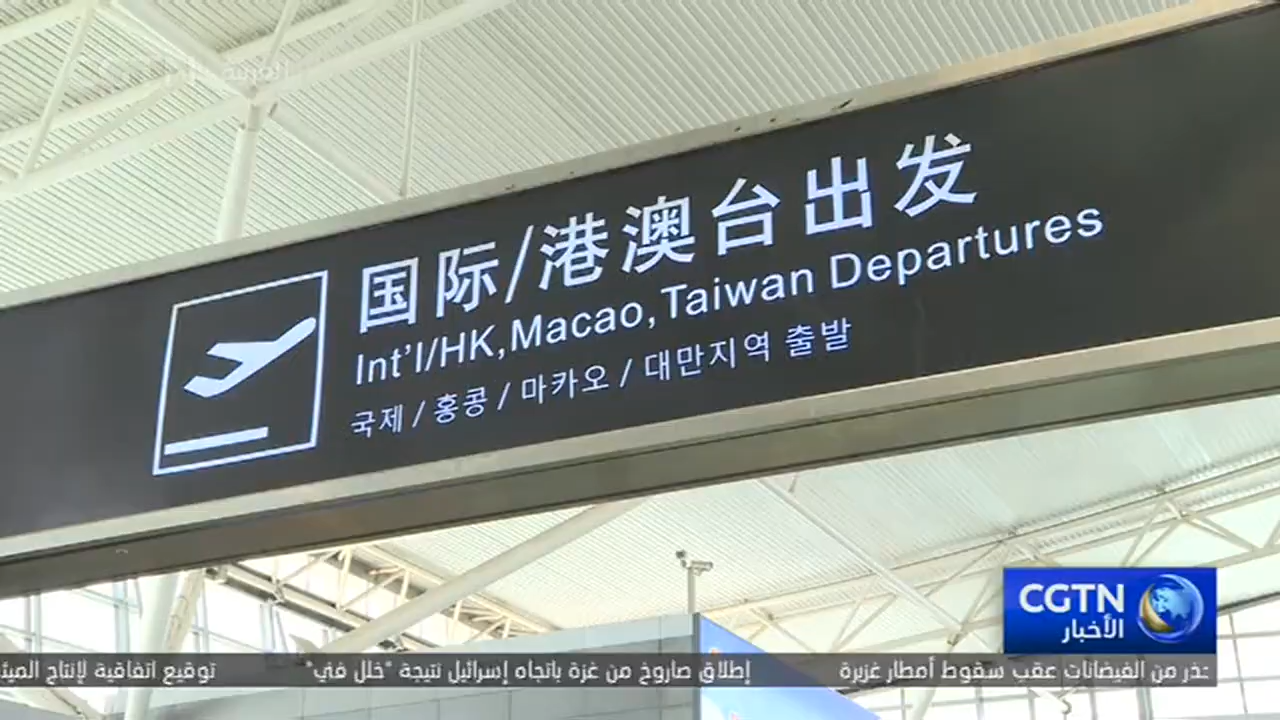 العربية
国际/港澳台出发
Int'l/HK,Macao,Taiwan Departures
국제 / 홍콩 / 마카오 / 대만지역 출발
CGTN
الأخبار
من الفيضانات عقب سقوط أمطار غزيرة
إطلاق صاروخ من غزة باتجاه إسرائيل نتيجة "خلل في"
توقيع اتفاقية لإنتاج